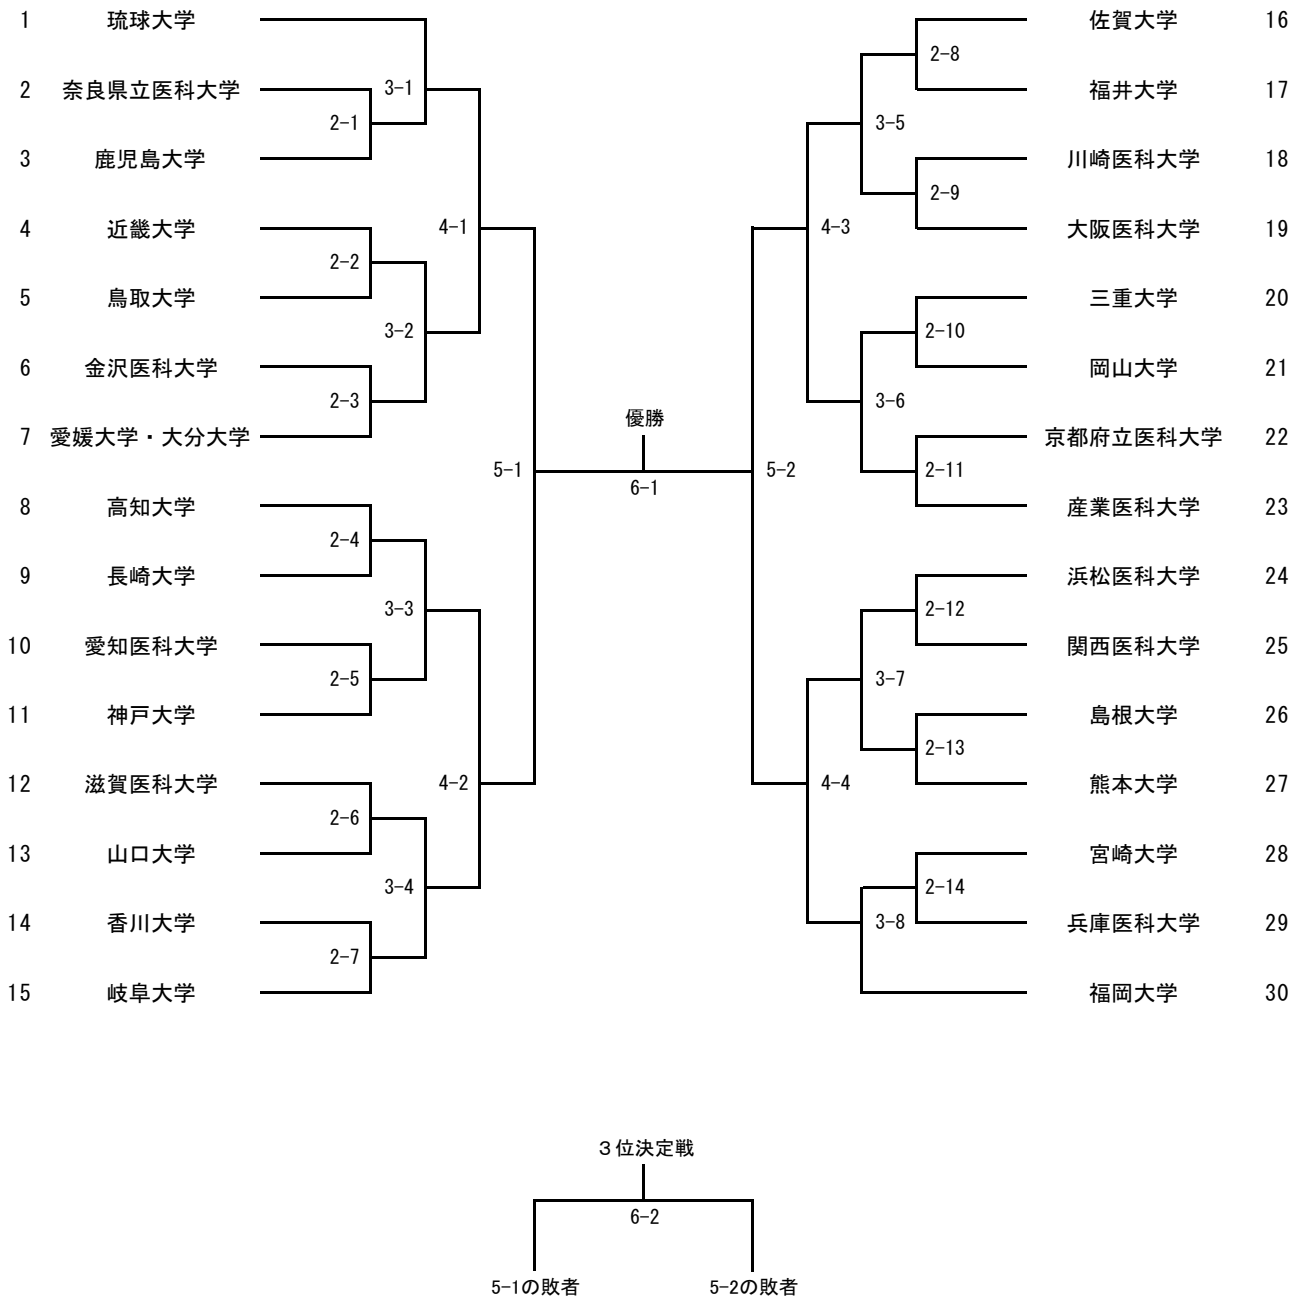 1 琉球大学
2 奈良県立医科大学
3 鹿児島大学
4 近畿大学
5 鳥取大学
6 金沢医科大学
7 愛媛大学・大分大学
8 高知大学
9 長崎大学
10 愛知医科大学
11 神戸大学
12 滋賀医科大学
13 山口大学
14 香川大学
15 岐阜大学
2-1
2-2
2-3
2-4
2-5
2-6
2-7
3-1
3-2
3-3
3-4
4-1
4-2
5-1
優勝
6-1
5-2
4-3
4-4
3-5
3-6
3-7
3-8
2-8
2-9
2-10
2-11
2-12
2-13
2-14
佐賀大学 16
福井大学 17
川崎医科大学 18
大阪医科大学 19
三重大学 20
岡山大学 21
京都府立医科大学 22
産業医科大学 23
浜松医科大学 24
関西医科大学 25
島根大学 26
熊本大学 27
宮崎大学 28
兵庫医科大学 29
福岡大学 30
3位決定戦
6-2
5-1の敗者 5-2の敗者